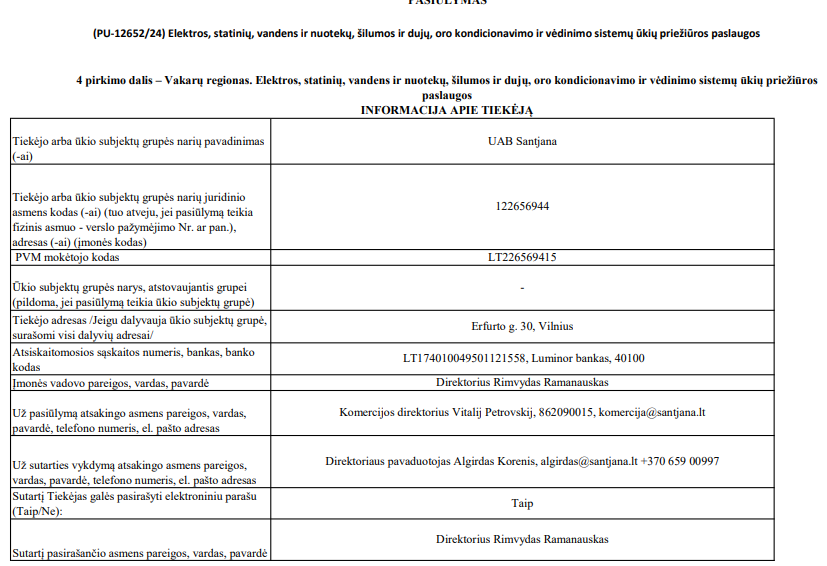 PASIŪLYMAS
(PU-12652/24) Elektros, statinių, vandens ir nuotekų, šilumos ir dujų, oro kondicionavimo ir vėdinimo sistemų ūkių priežiūros paslaugos
4 pirkimo dalis – Vakarų regionas. Elektros, statinių, vandens ir nuotekų, šilumos ir dujų, oro kondicionavimo ir vėdinimo sistemų ūkių priežiūros
paslaugos
INFORMACIJA APIE TIEKĖJĄ
Tiekėjo arba ūkio subjektų grupės narių pavadinimas
(-ai)
UAB Santjana
Tiekėjo arba ūkio subjektų grupės narių juridinio
asmens kodas (-ai) (tuo atveju, jei pasiūlymą teikia
fizinis asmuo - verslo pažymėjimo Nr. ar pan.),
adresas (-ai) (įmonės kodas)
122656944
PVM mokėtojo kodas
LT226569415
Ūkio subjektų grupės narys, atstovaujantis grupei
(pildoma, jei pasiūlymą teikia ūkio subjektų grupė)
-
Tiekėjo adresas /Jeigu dalyvauja ūkio subjektų grupė,
surašomi visi dalyvių adresai/
Erfurto g. 30, Vilnius
Atsiskaitomosios sąskaitos numeris, bankas, banko
kodas
LT174010049501121558, Luminor bankas, 40100
Įmonės vadovo pareigos, vardas, pavardė
Direktorius Rimvydas Ramanauskas
Už pasiūlymą atsakingo asmens pareigos, vardas,
pavardė, telefono numeris, el. pašto adresas
Komercijos direktorius Vitalij Petrovskij, 862090015, komercija@santjana.lt
Už sutarties vykdymą atsakingo asmens pareigos,
vardas, pavardė, telefono numeris, el. pašto adresas
Direktoriaus pavaduotojas Algirdas Korenis, algirdas@santjana.lt +370 659 00997
Sutartį Tiekėjas galės pasirašyti elektroniniu parašu
(Taip/Ne):
Taip
Sutartį pasirašančio asmens pareigos, vardas, pavardė
Direktorius Rimvydas Ramanauskas